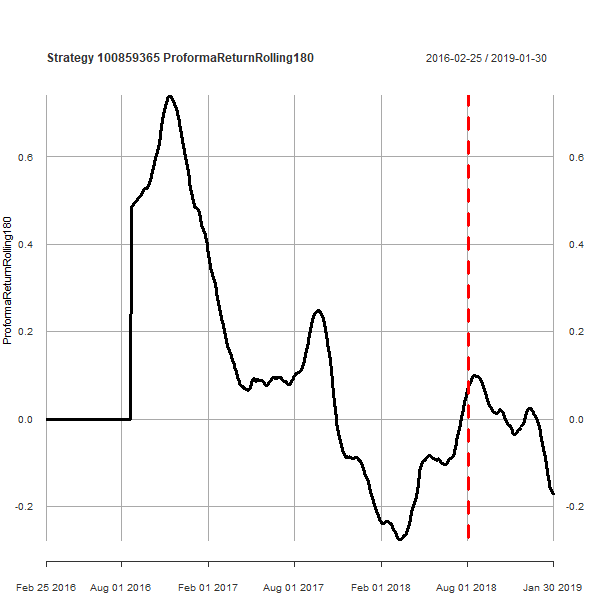 Strategy 100859365 ProformaReturnRolling180
2016-02-25 / 2019-01-30
ProformaReturnRolling180
0.6
0.4
0.2
0.0
-0.2
0.6
0.4
0.2
0.0
-0.2
Feb 25 2016
Aug 01 2016
Feb 01 2017
Aug 01 2017
Feb 01 2018
Aug 01 2018
Jan 30 2019